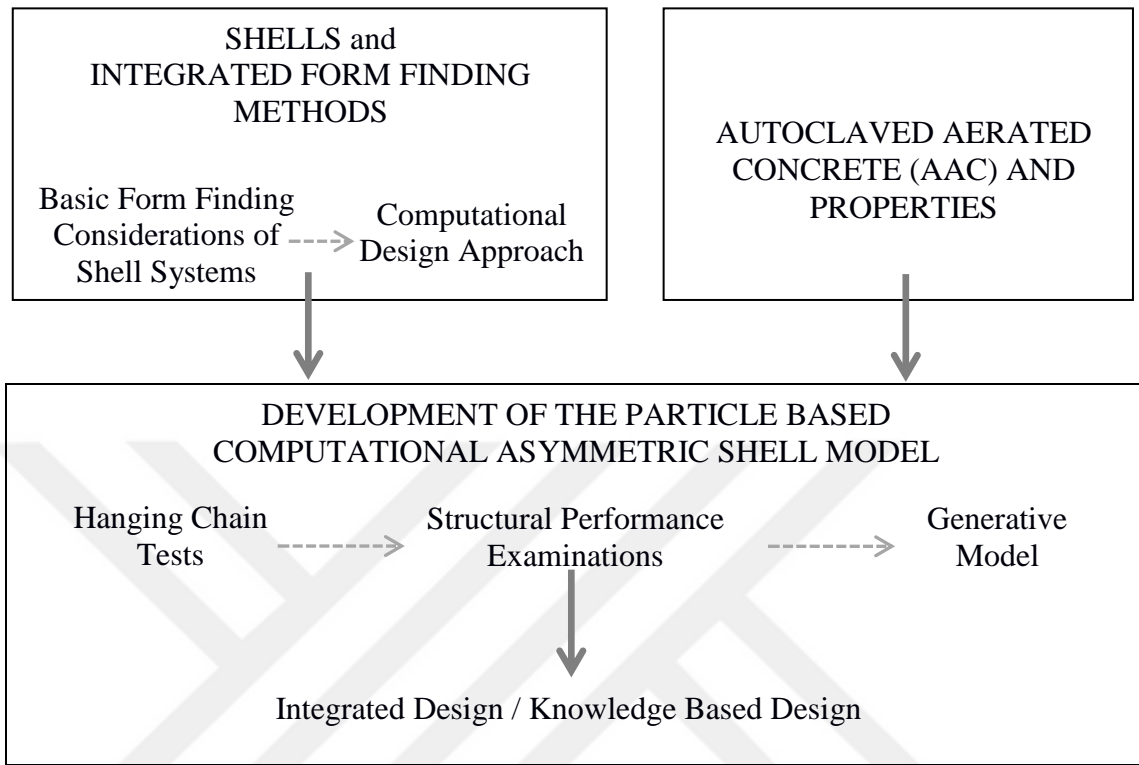 SHELLS and
INTEGRATED FORM FINDING
METHODS
Basic Form Finding
Considerations of
Shell Systems
Computational
Design Approach
AUTOCLAVED AERATED
CONCRETE (AAC) AND
PROPERTIES
DEVELOPMENT OF THE PARTICLE BASED
COMPUTATIONAL ASYMMETRIC SHELL MODEL
Hanging Chain
Tests
Structural Performance
Examinations
Generative
Model
Integrated Design / Knowledge Based Design